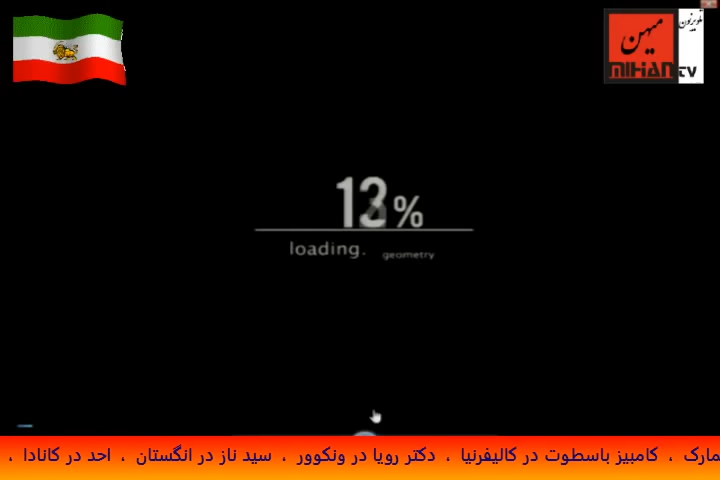 تلویزیون
میهن
MIHAN TV
13%
loading. geometry
مارک ، کامبیز باسطوت در کالیفرنیا ، دکتر رویا در ونکوور ، سید ناز در انگستان ، احد در کانادا ،